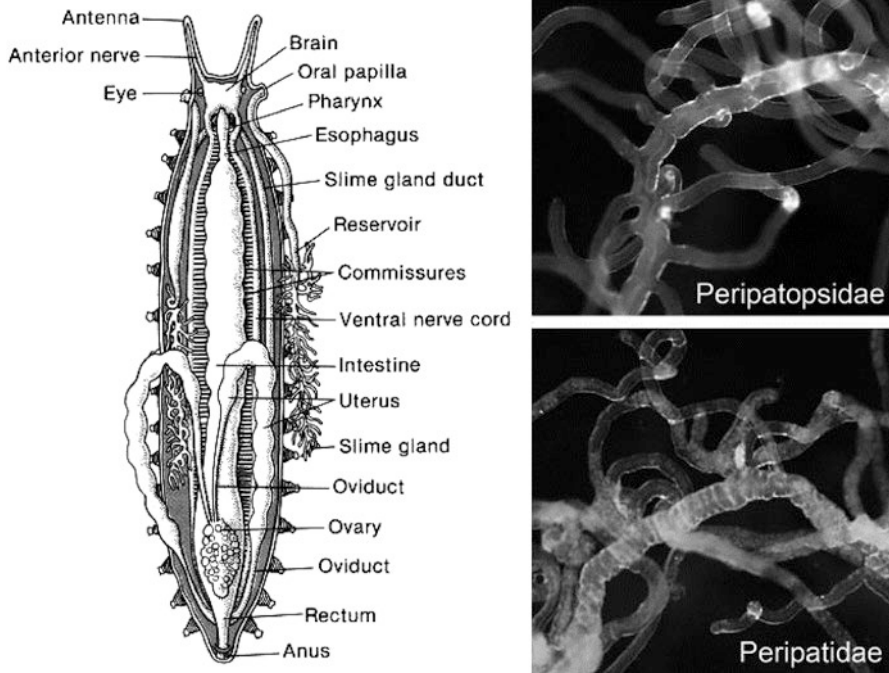 Antenna
Anterior nerve
Eye
Brain
Oral papilla
Pharynx
Esophagus
Slime gland duct
Reservoir
Commissures
Ventral nerve cord
Intestine
Uterus
Slime gland
Oviduct
Ovary
Oviduct
Rectum
Anus
Peripatopsidae
Peripatidae